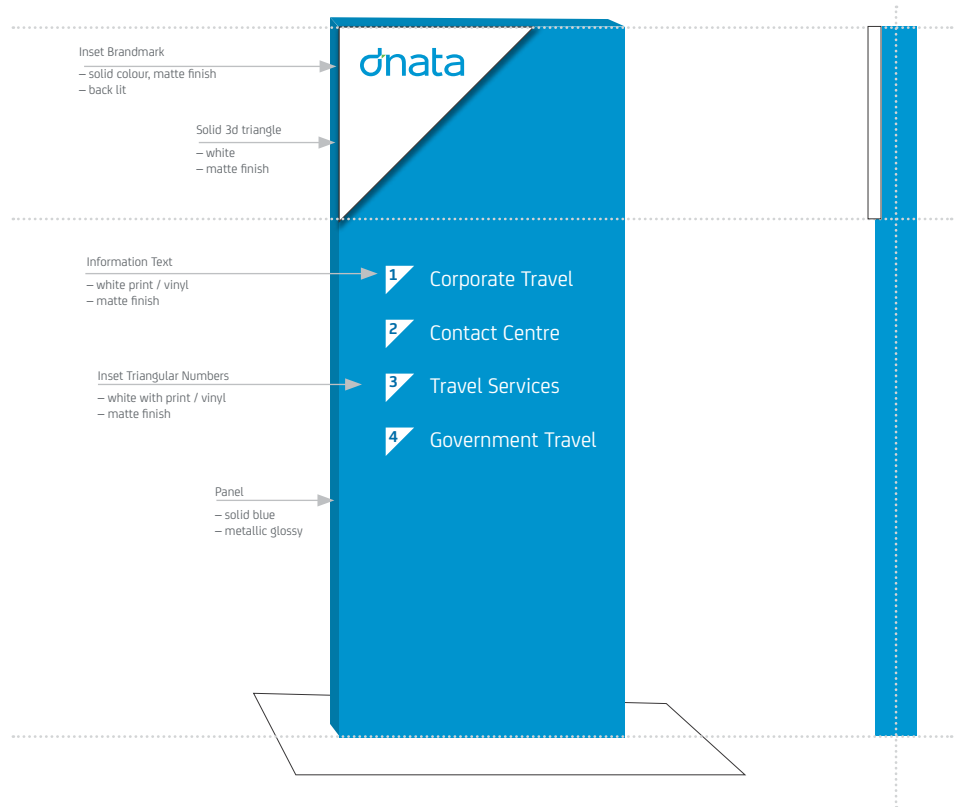 Inset Brandmark
– solid colour, matte finish
– back lit
dnata
Solid 3d triangle
– white
– matte finish
Information Text
– white print / vinyl
– matte finish
1 Corporate Travel
2 Contact Centre
Inset Triangular Numbers
– white with print / vinyl
– matte finish
3 Travel Services
4 Government Travel
Panel
– solid blue
– metallic glossy